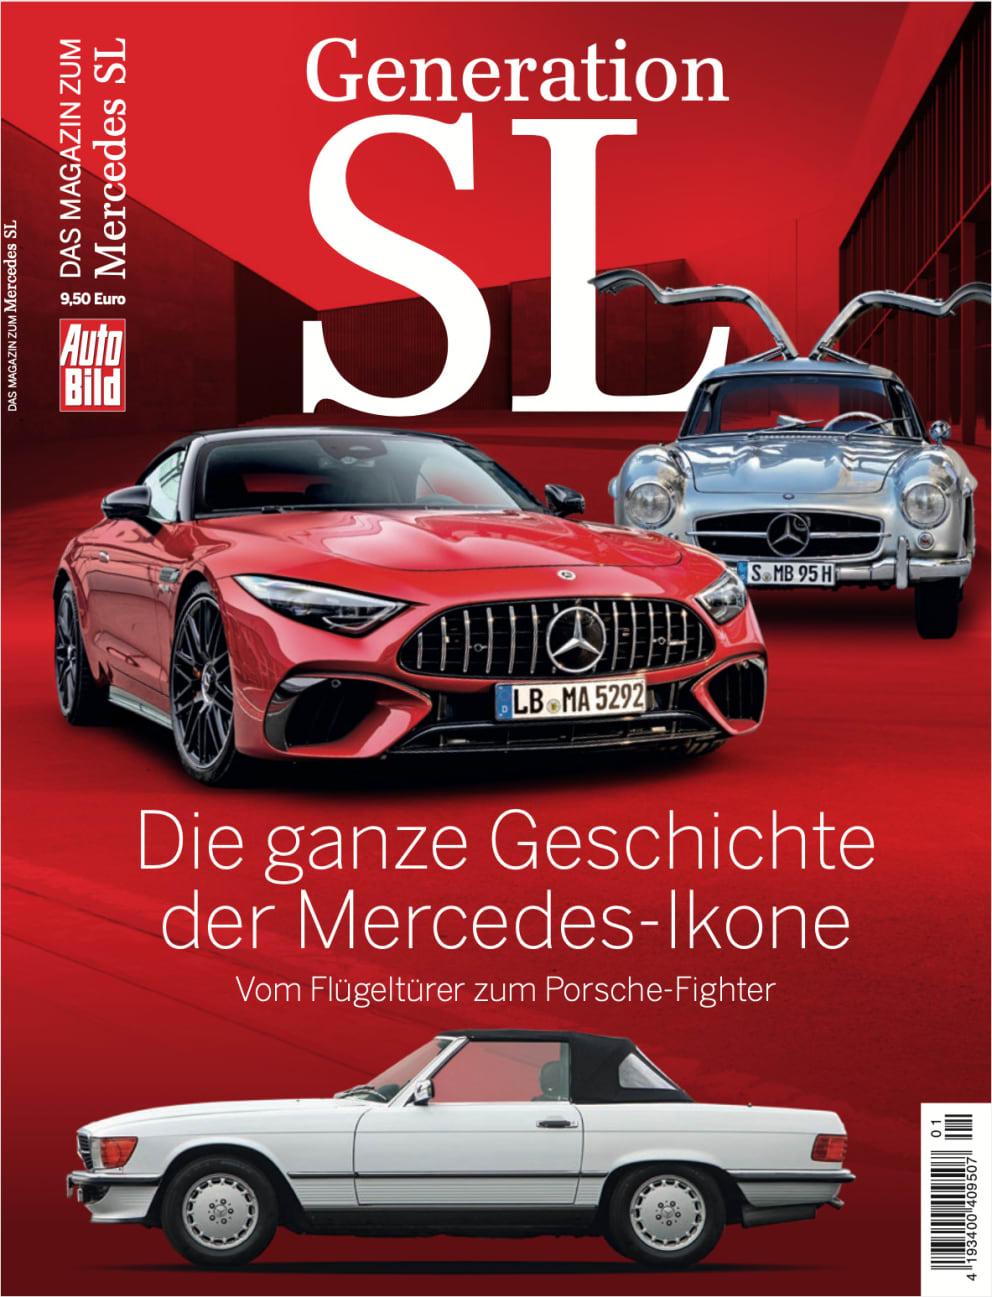 DAS MAGAZIN ZUM Mercedes SL
DAS MAGAZIN ZUM
Mercedes SL
9,50 Euro
Auto
Bild
Generation
SL
S MB 95 H
D
LB MA 5292
Die ganze Geschichte
der Mercedes-Ikone
Vom Flügeltürer zum Porsche-Fighter
01
4 193400 409507